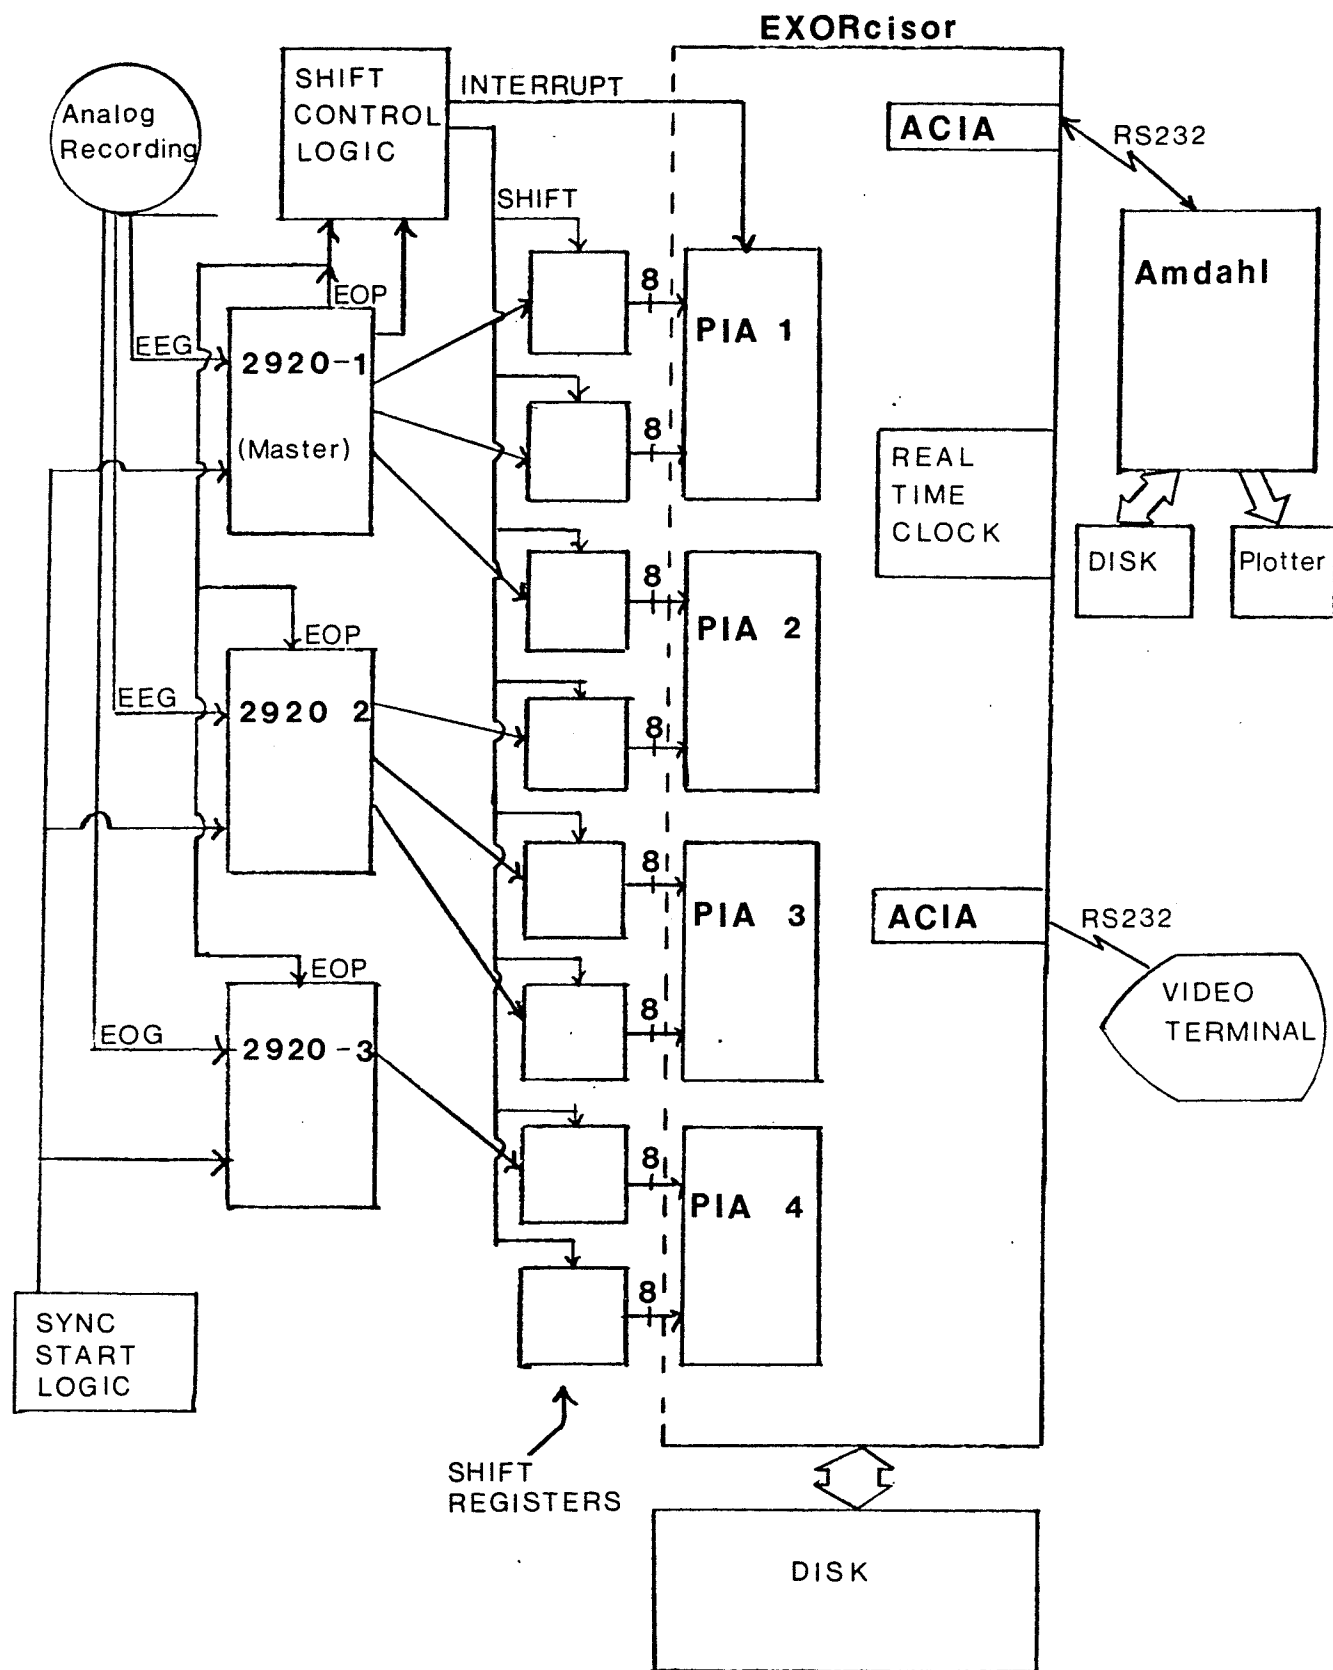 EXORcisor
Analog
Recording
SHIFT
CONTROL
LOGIC
INTERRUPT
ACIA
RS232
SHIFT
Amdahl
EOP
EEG
2920-1
(Master)
8
PIA 1
8
REAL
TIME
CLOCK
DISK
Plotter
8
PIA 2
EOP
EEG
2920 2
8
8
PIA 3
ACIA
RS232
EOP
EOG
2920-3
8
VIDEO
TERMINAL
8
PIA 4
8
SYNC
START
LOGIC
SHIFT
REGISTERS
DISK